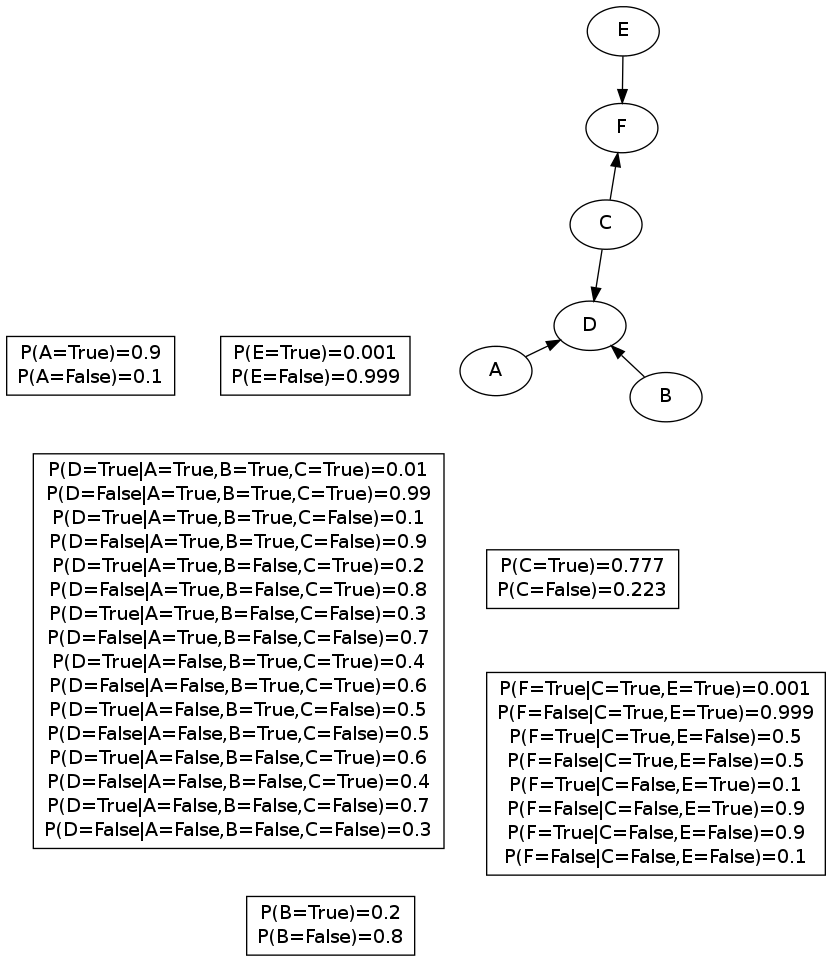 E
F
C
D
A
B
P(A=True)=0.9
P(A=False)=0.1
P(E=True)=0.001
P(E=False)=0.999
P(D=True|A=True,B=True,C=True)=0.01
P(D=False|A=True,B=True,C=True)=0.99
P(D=True|A=True,B=True,C=False)=0.1
P(D=False|A=True,B=True,C=False)=0.9
P(D=True|A=True,B=False,C=True)=0.2
P(D=False|A=True,B=False,C=True)=0.8
P(D=True|A=True,B=False,C=False)=0.3
P(D=False|A=True,B=False,C=False)=0.7
P(D=True|A=False,B=True,C=True)=0.4
P(D=False|A=False,B=True,C=True)=0.6
P(D=True|A=False,B=True,C=False)=0.5
P(D=False|A=False,B=True,C=False)=0.5
P(D=True|A=False,B=False,C=True)=0.6
P(D=False|A=False,B=False,C=True)=0.4
P(D=True|A=False,B=False,C=False)=0.7
P(D=False|A=False,B=False,C=False)=0.3
P(C=True)=0.777
P(C=False)=0.223
P(F=True|C=True,E=True)=0.001
P(F=False|C=True,E=True)=0.999
P(F=True|C=True,E=False)=0.5
P(F=False|C=True,E=False)=0.5
P(F=True|C=False,E=True)=0.1
P(F=False|C=False,E=True)=0.9
P(F=True|C=False,E=False)=0.9
P(F=False|C=False,E=False)=0.1
P(B=True)=0.2
P(B=False)=0.8